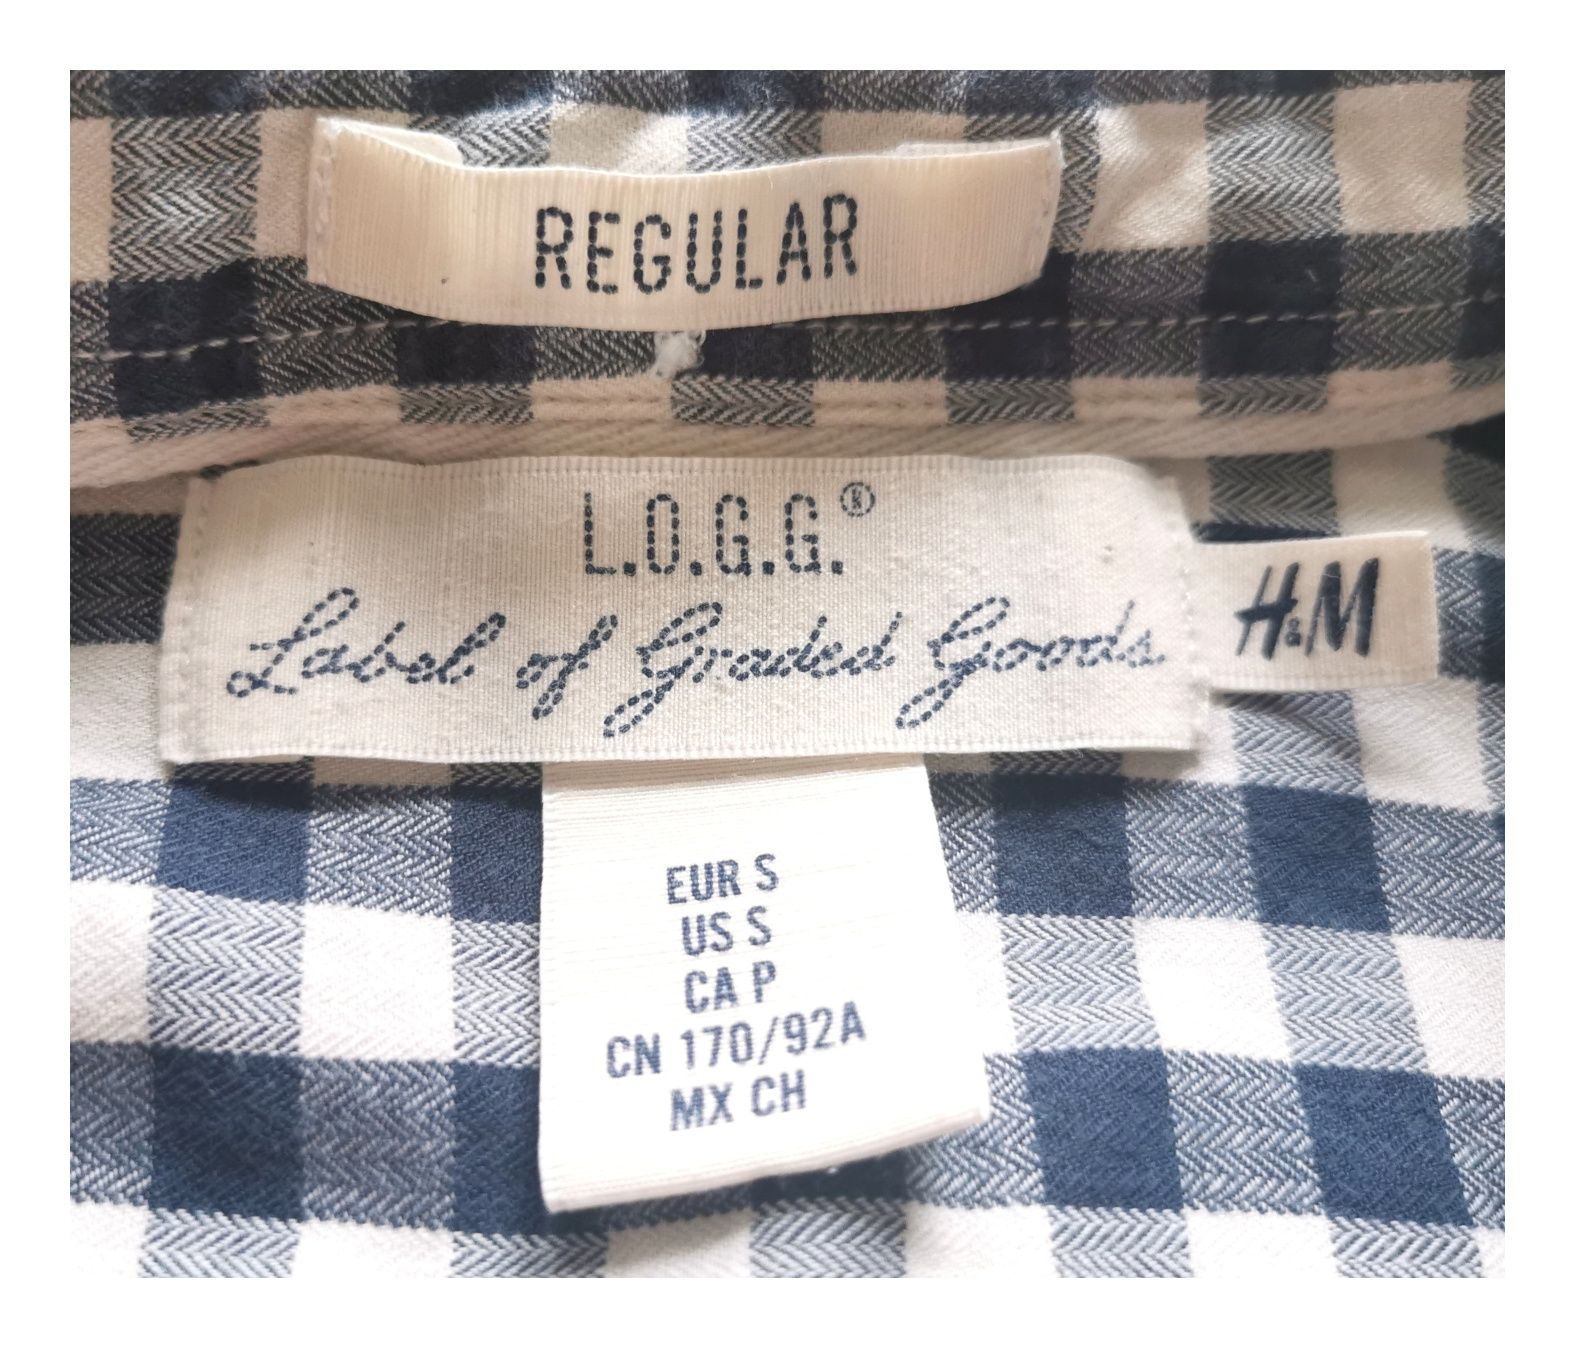 REGULAR
L.O.G.G.®
Label of Graded Goods.
H&M
EUR S
US S
CA P
CN 170/92A
MX CH